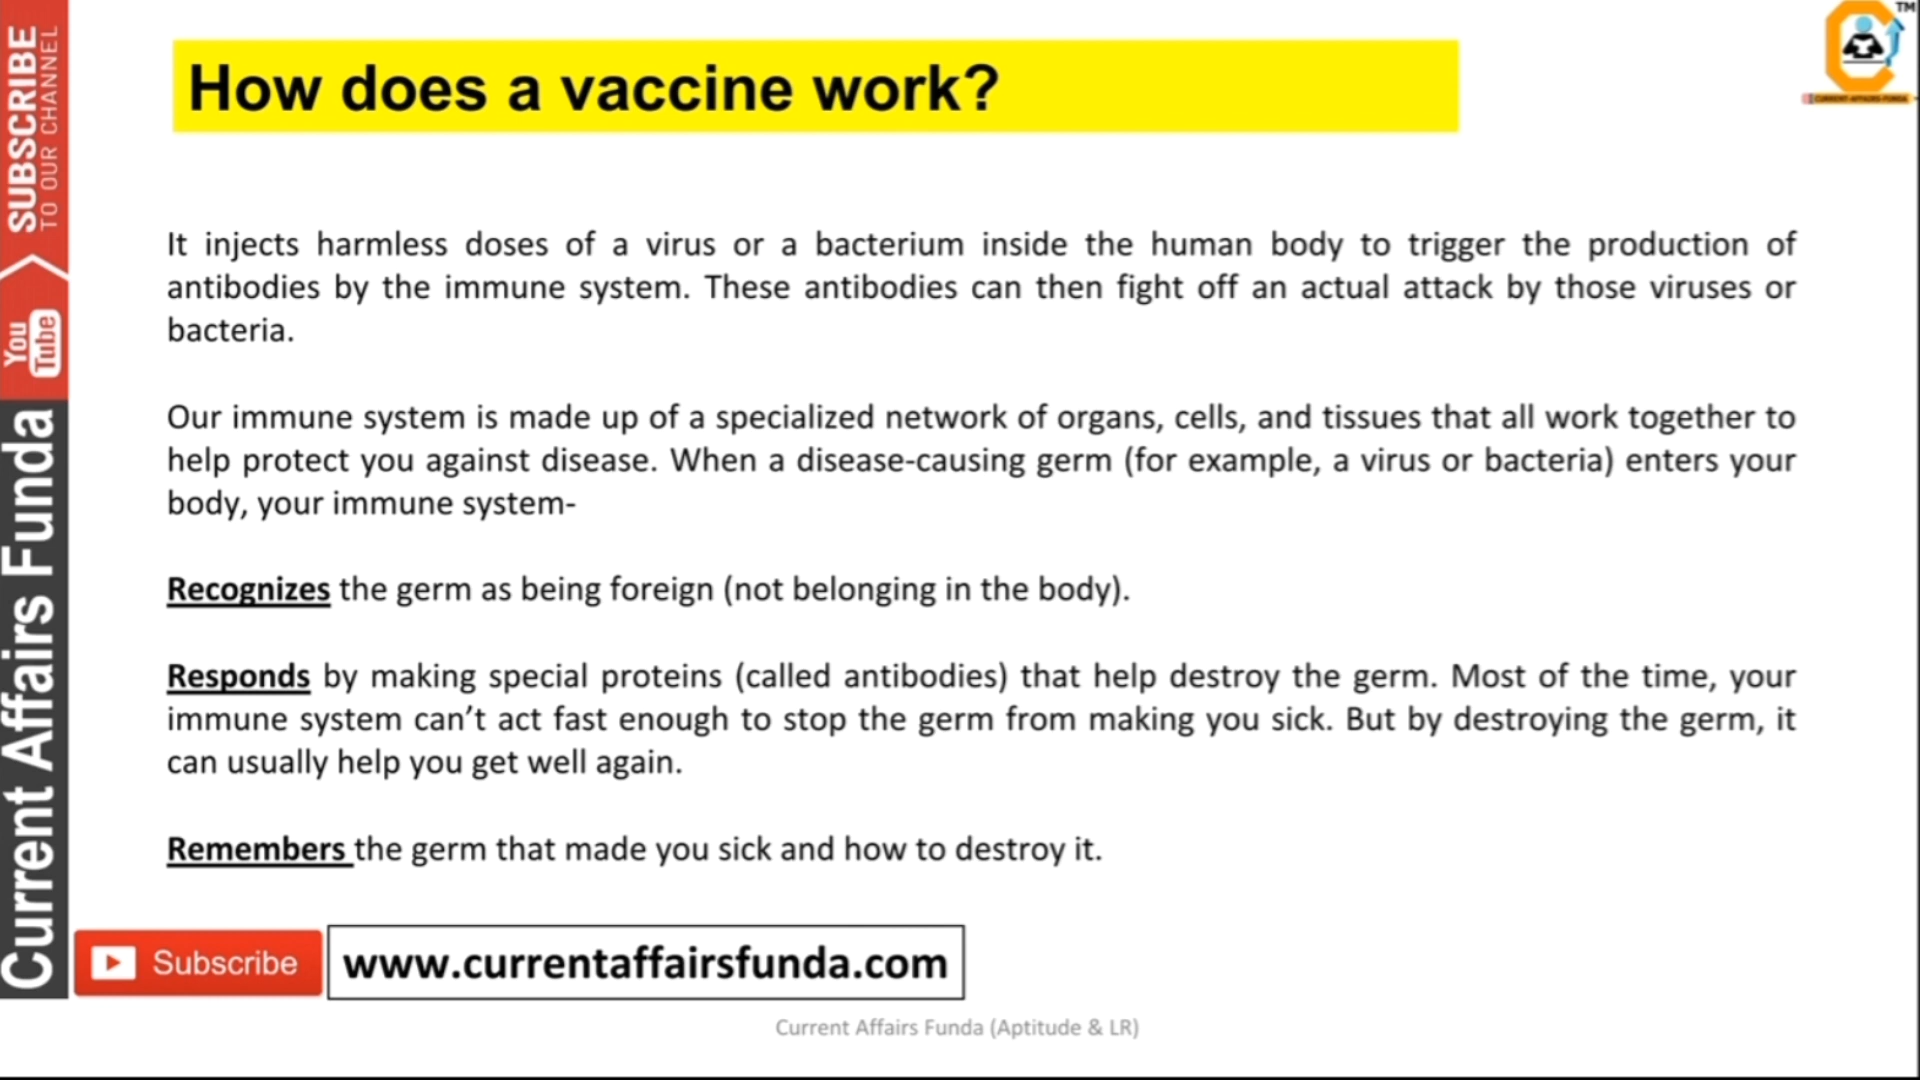 How does a vaccine work?
It injects harmless doses of a virus or a bacterium inside the human body to trigger the production of
antibodies by the immune system. These antibodies can then fight off an actual attack by those viruses or
bacteria.
Our immune system is made up of a specialized network of organs, cells, and tissues that all work together to
help protect you against disease. When a disease-causing germ (for example, a virus or bacteria) enters your
body, your immune system-
Recognizes the germ as being foreign (not belonging in the body).
Responds by making special proteins (called antibodies) that help destroy the germ. Most of the time, your
immune system can’t act fast enough to stop the germ from making you sick. But by destroying the germ, it
can usually help you get well again.
Remembers the germ that made you sick and how to destroy it.
Subscribe
www.currentaffairsfunda.com
Current Affairs Funda (Aptitude & LR)
SUBSCRIBE
TO OUR CHANNEL
You
Tube
Current Affairs Funda
TM
CURRENT-AFFAIRS-FUNDA